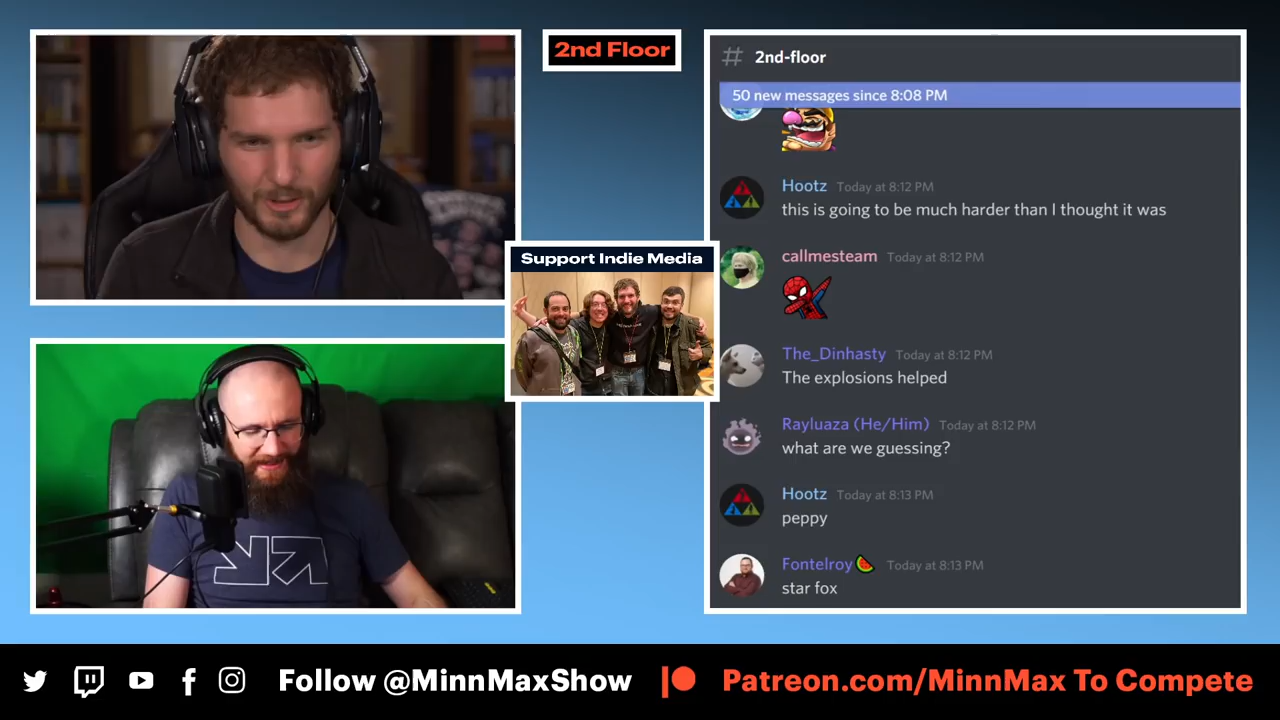 2nd Floor
# 2nd-floor
50 new messages since 8:08 PM
Hootz Today at 8:12 PM
this is going to be much harder than I thought it was
callmesteam Today at 8:12 PM
The_Dinhasty Today at 8:12 PM
The explosions helped
Rayluaza (He/Him) Today at 8:12 PM
what are we guessing?
Hootz Today at 8:13 PM
peppy
Fontelroy Today at 8:13 PM
star fox
Support Indie Media
Follow @MinnMaxShow
Patreon.com/MinnMax To Compete